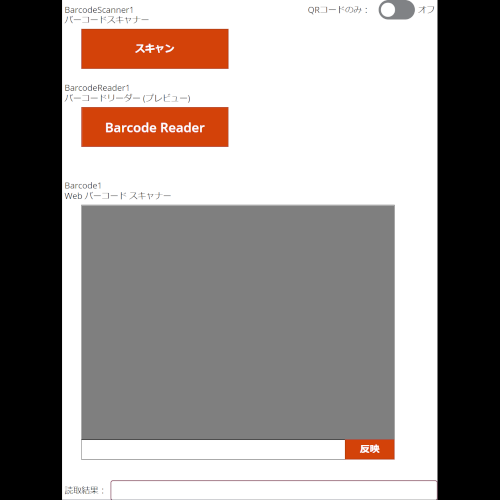 BarcodeScanner1
バーコードスキャナー
QRコードのみ： オフ
スキャン
BarcodeReader1
バーコードリーダー (プレビュー)
Barcode Reader
Barcode1
Web バーコード スキャナー
反映
読取結果：